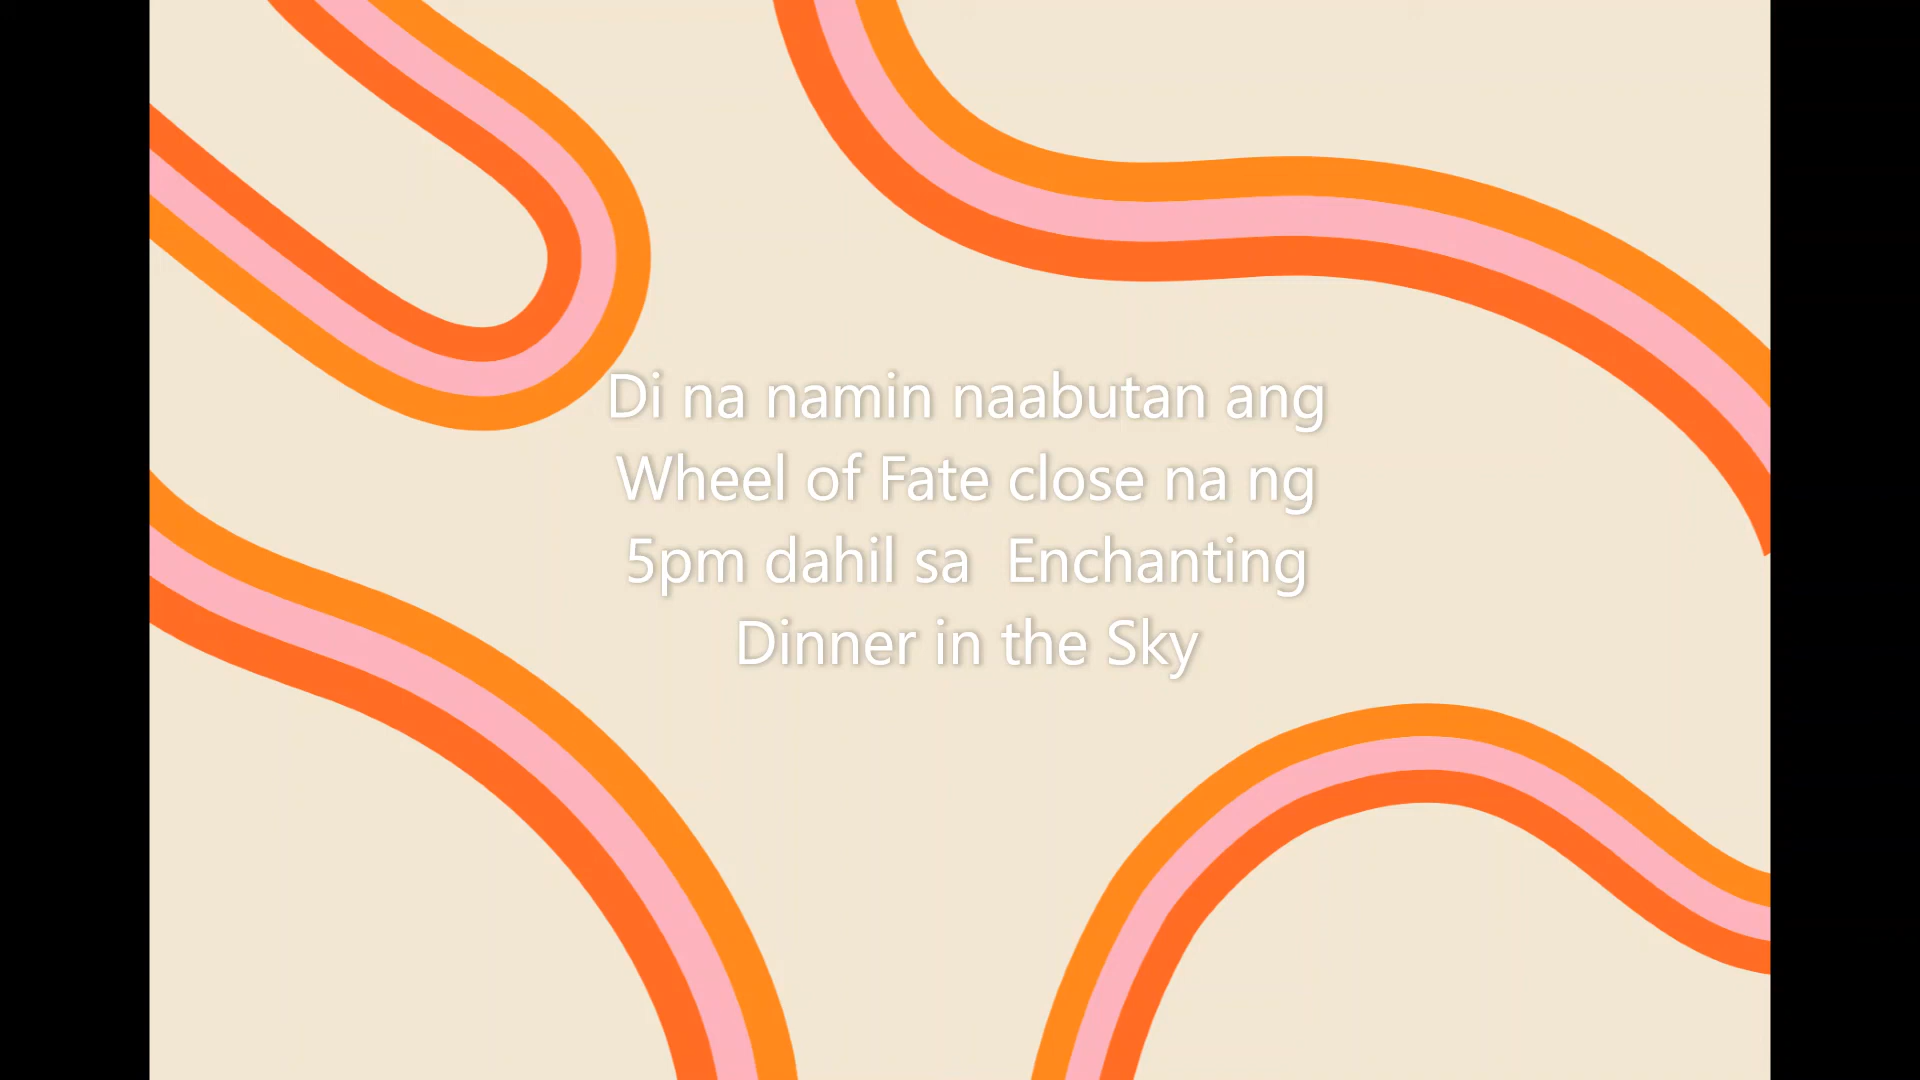 Di na namin naabutan ang
Wheel of Fate close na ng
5pm dahil sa  Enchanting
Dinner in the Sky